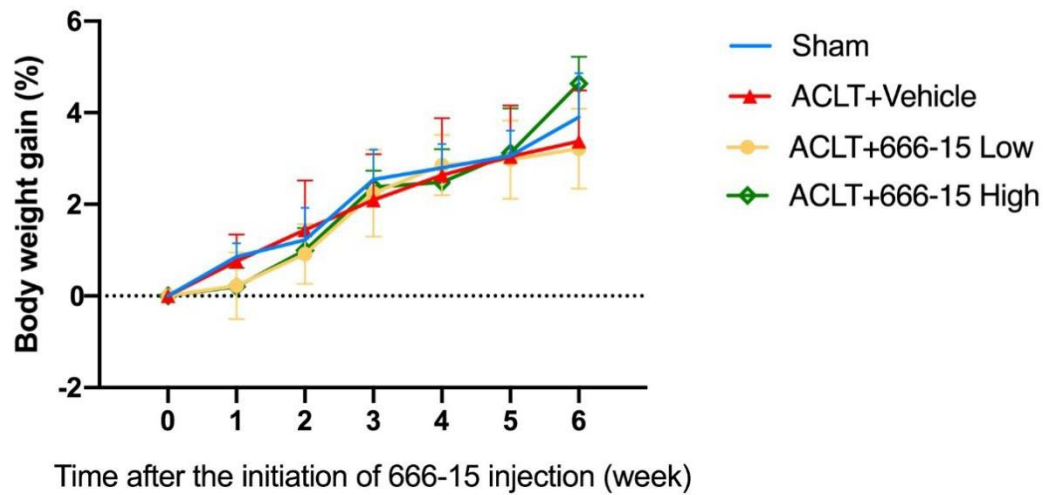 6
4
2
0
-2
Body weight gain (%)
0 1 2 3 4 5 6
Time after the initiation of 666-15 injection (week)
Sham
ACLT+Vehicle
ACLT+666-15 Low
ACLT+666-15 High